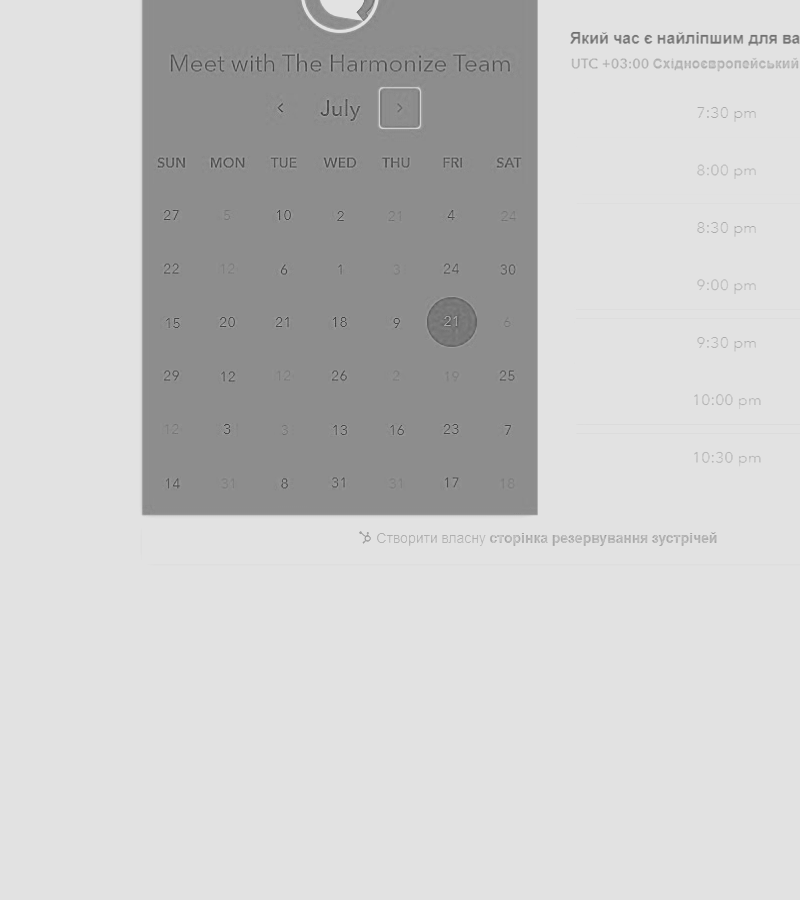 Meet with The Harmonize Team
July
SUN MON TUE WED THU FRI SAT
27 5 10 2 21 4 24
22 12 6 1 3 24 30
15 20 21 18 9 21 6
29 12 12 26 2 19 25
12 3 3 13 16 23 7
14 31 8 31 31 17 18
Який час є найліпшим для ва
UTC +03:00 Східноєвропейський
7:30 pm
8:00 pm
8:30 pm
9:00 pm
9:30 pm
10:00 pm
10:30 pm
Створити власну сторінка резервування зустрічей